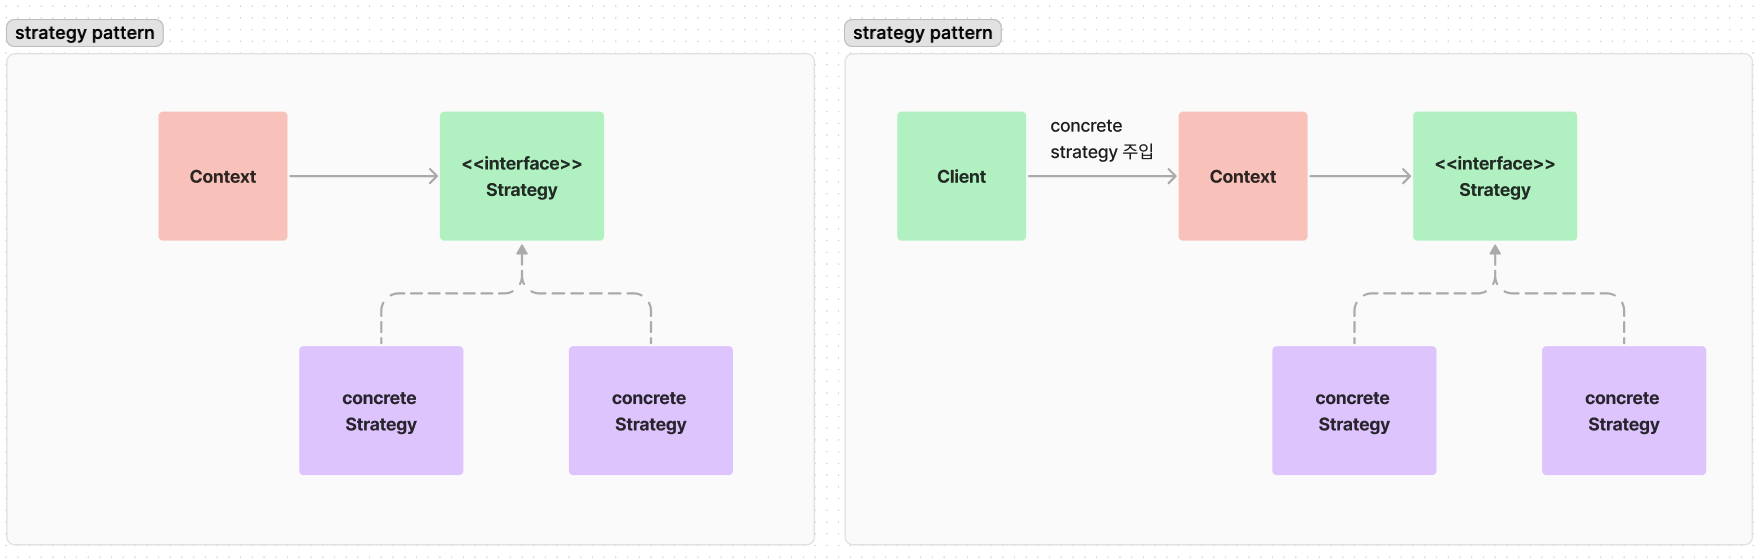 strategy pattern
Context
<<interface>>
Strategy
concrete
Strategy
concrete
Strategy
strategy pattern
Client
concrete
strategy 주입
Context
<<interface>>
Strategy
concrete
Strategy
concrete
Strategy